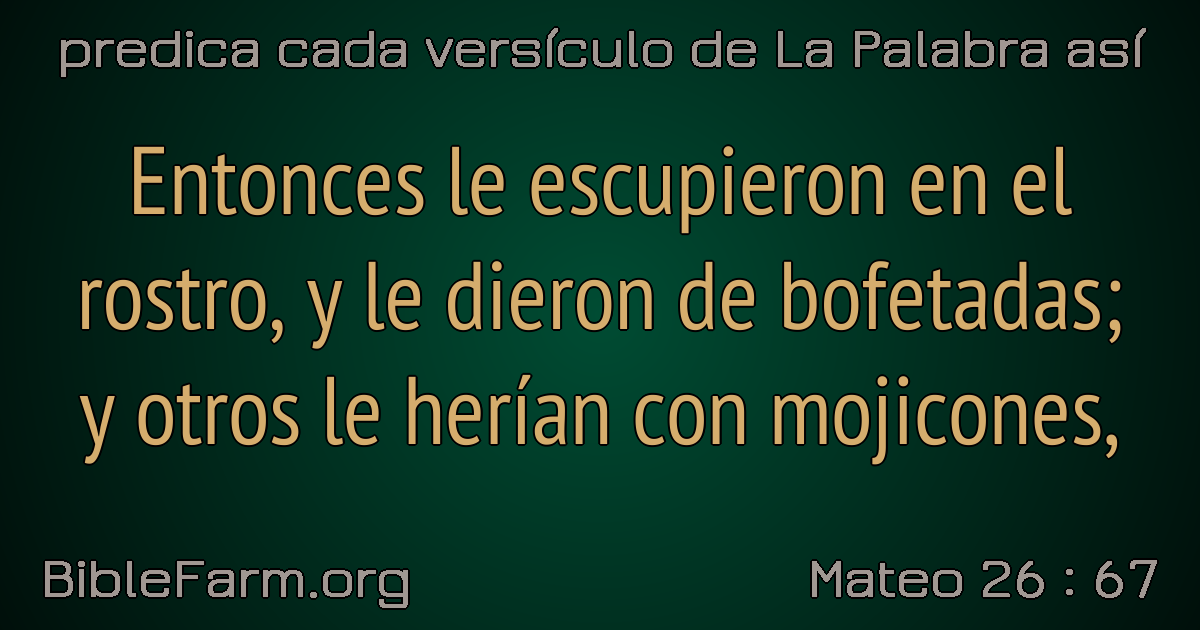 predica cada versículo de La Palabra así
Entonces le escupieron en el
rostro, y le dieron de bofetadas;
y otros le herían con mojicones,
BibleFarm.org
Mateo 26 : 67